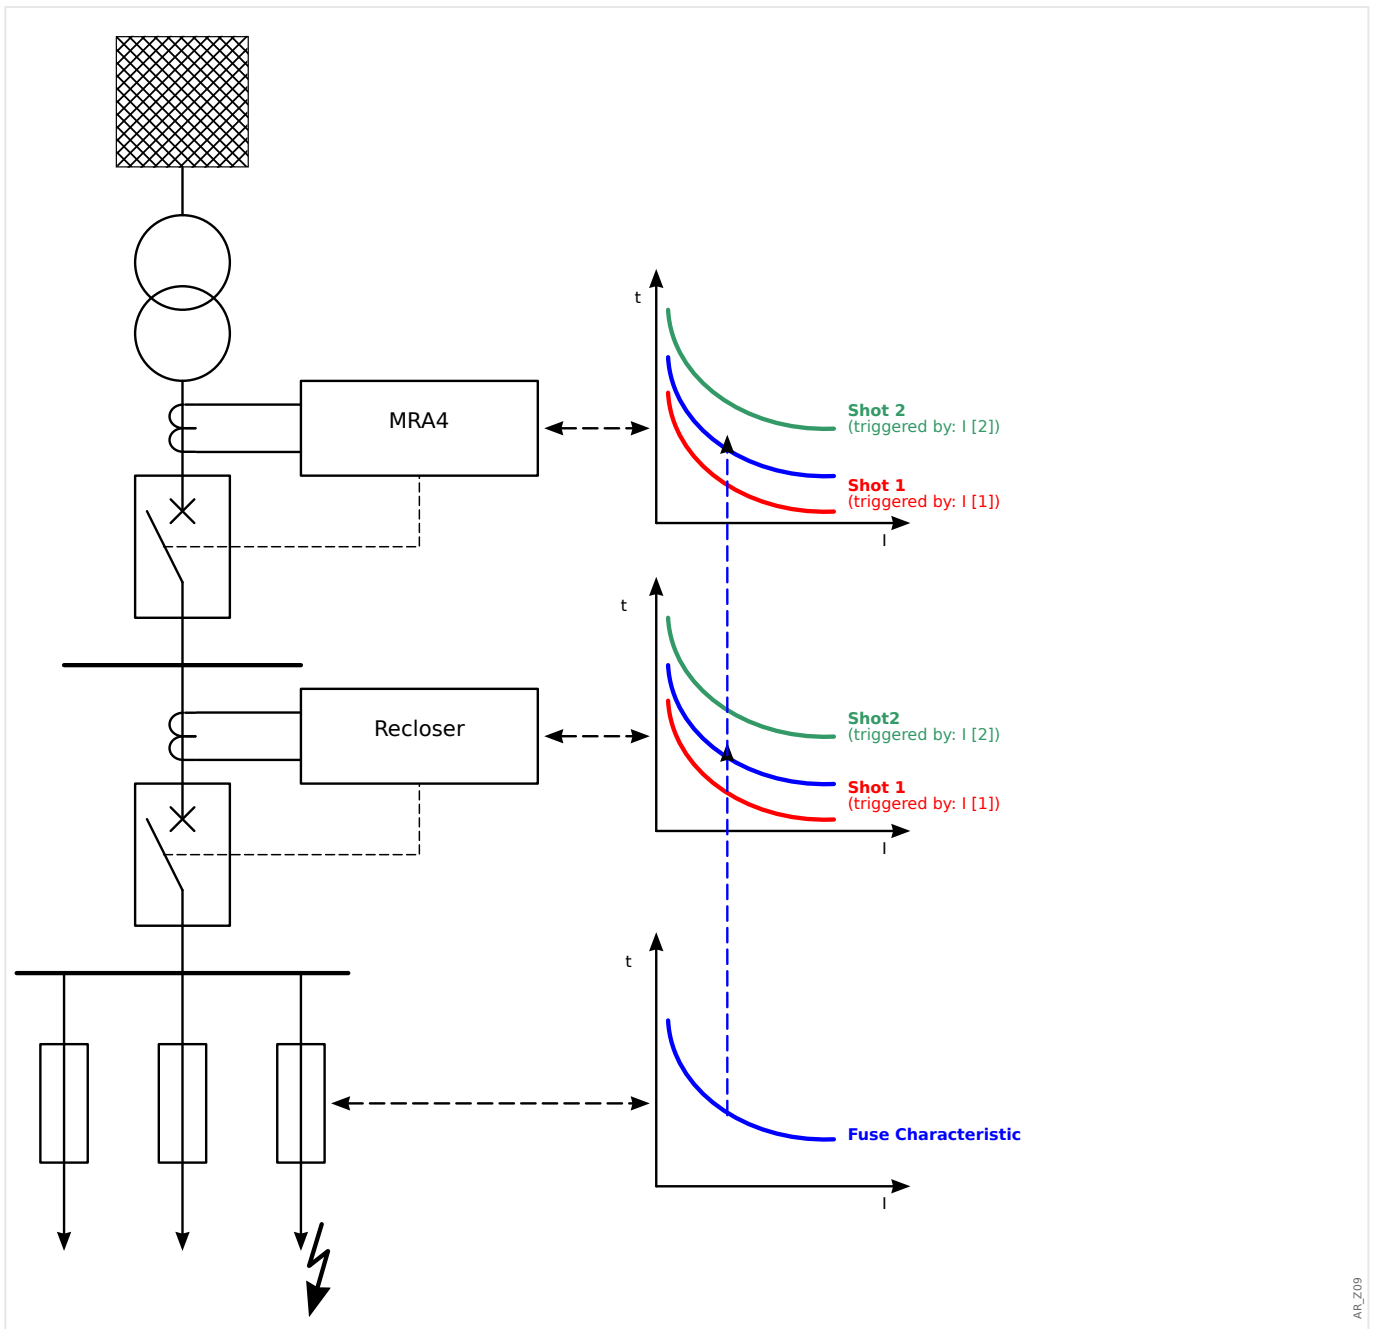 t
MRA4
Shot 2
(triggered by: I [2])
Shot 1
(triggered by: I [1])
I
t
Recloser
Shot2
(triggered by: I [2])
Shot 1
(triggered by: I [1])
I
t
Fuse Characteristic
I
AR_Z09